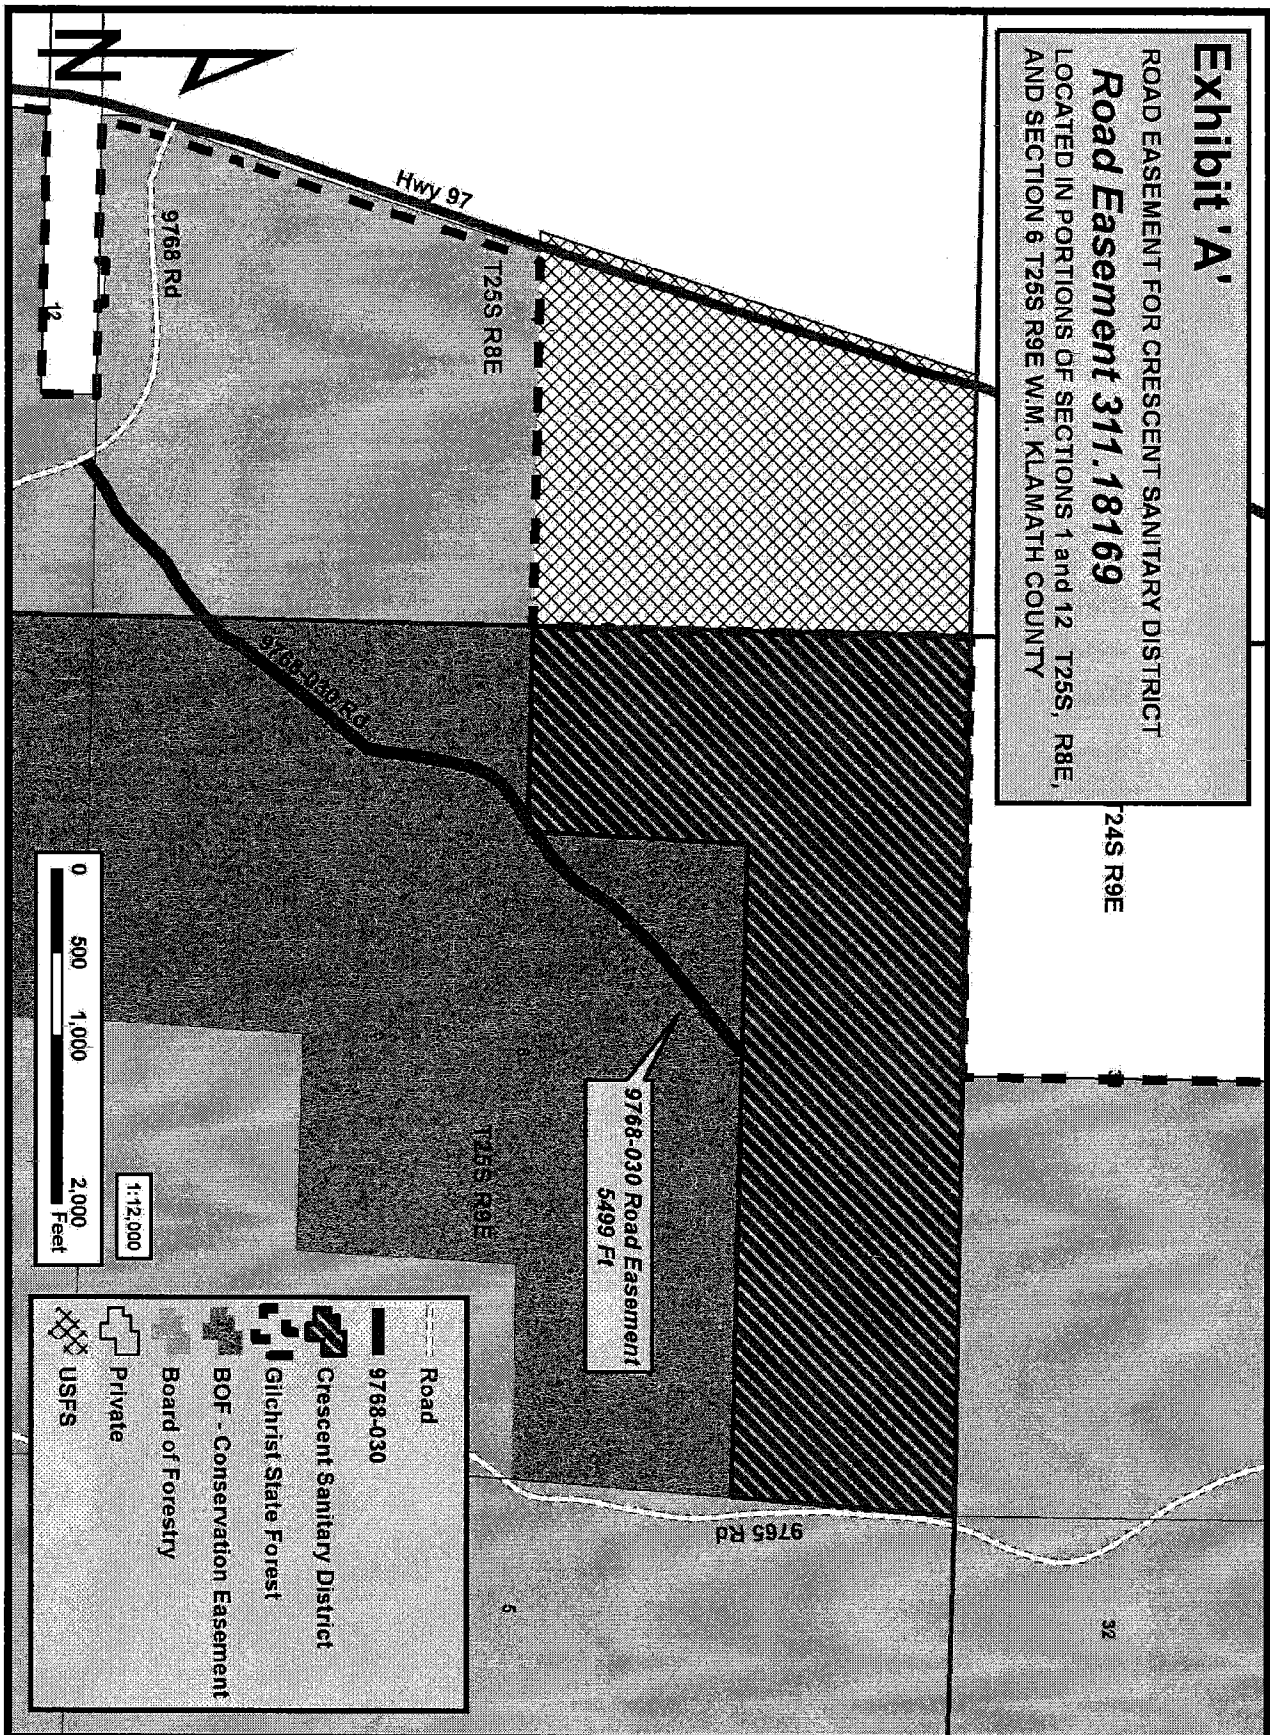 Exhibit 'A'
ROAD EASEMENT FOR CRESCENT SANITARY DISTRICT
Road Easement 311.18169
LOCATED IN PORTIONS OF SECTIONS 1 and 12 T25S, R8E,
AND SECTION 6 T25S R9E W.M. KLAMATH COUNTY
T24S R9E
32
Hwy 97
T25S R8E
9768 Rd
12
N
9768-030 Rd
9768-030 Road Easement
5499 Ft
T25S R9E
6
9765 Rd
5
0 500 1,000 2,000
Feet
1:12,000
Road
9768-030
Crescent Sanitary District
Gilchrist State Forest
BOF - Conservation Easement
Board of Forestry
Private
USFS